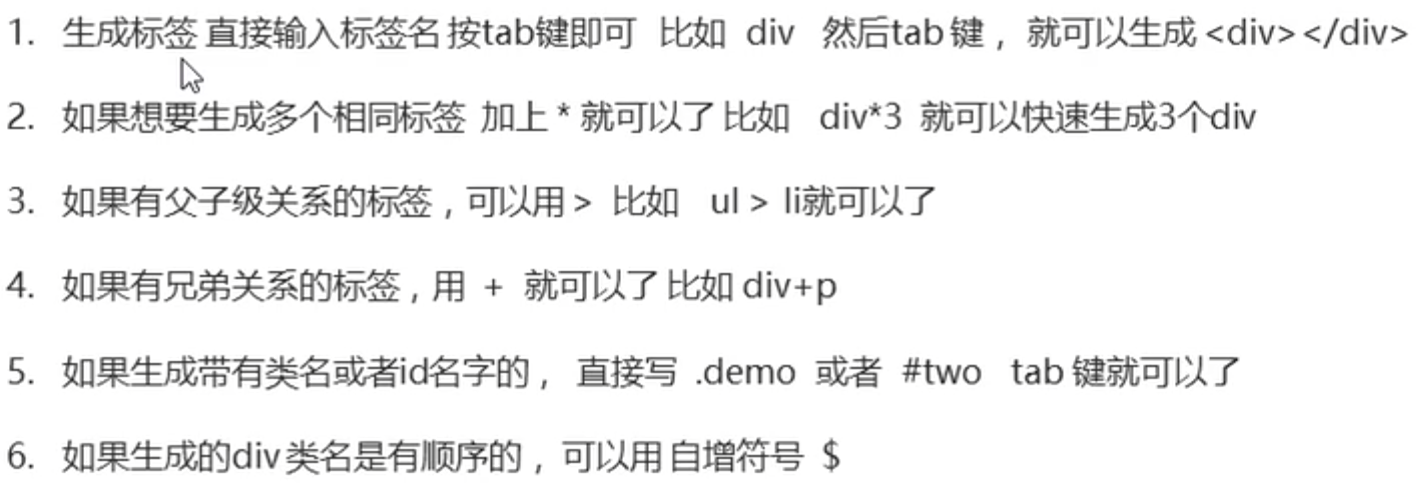 1. 生成标签 直接输入标签名 按tab键即可 比如 div 然后tab 键， 就可以生成 <div></div>
2. 如果想要生成多个相同标签 加上 * 就可以了 比如 div*3 就可以快速生成3个div
3. 如果有父子级关系的标签，可以用 > 比如 ul > li就可以了
4. 如果有兄弟关系的标签，用 + 就可以了 比如 div+p
5. 如果生成带有类名或者id名字的， 直接写 .demo 或者 #two tab 键就可以了
6. 如果生成的div 类名是有顺序的， 可以用 自增符号 $